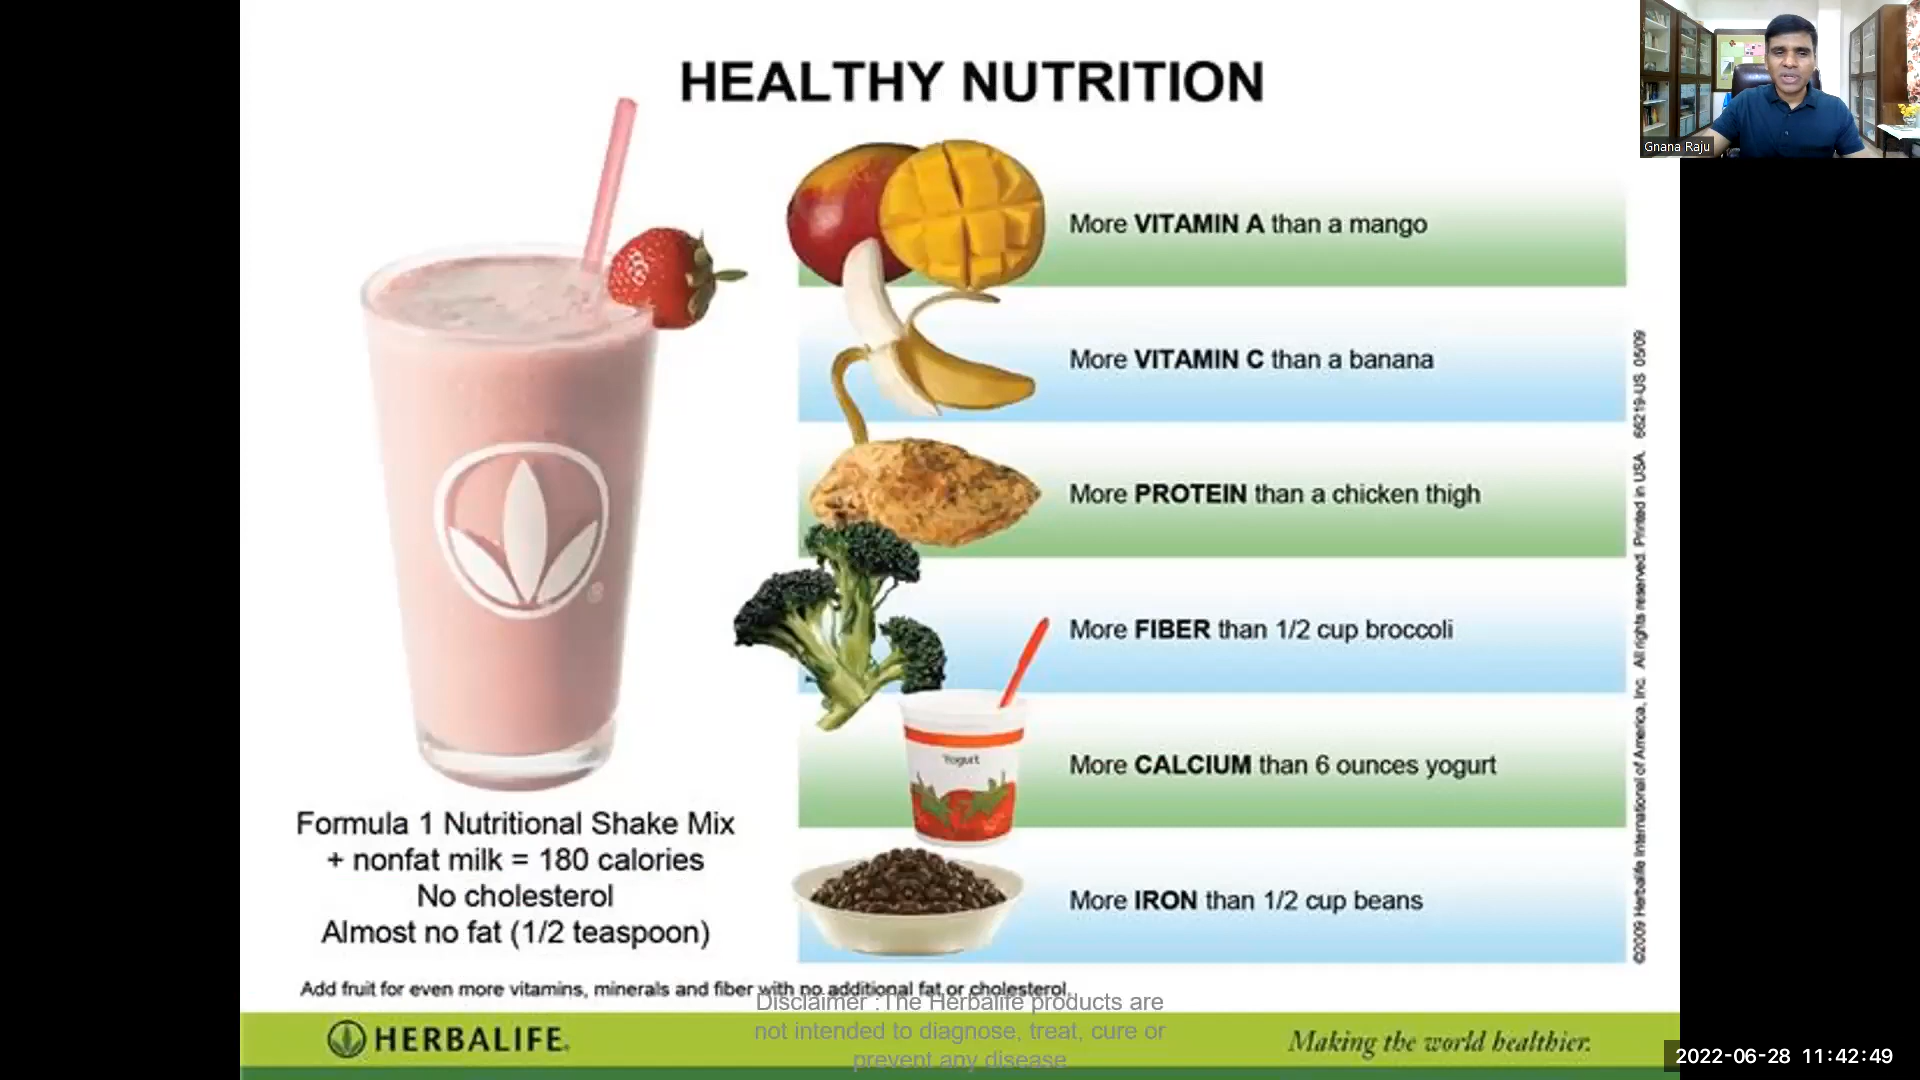 HEALTHY NUTRITION
Gnana Raju
More VITAMIN A than a mango
More VITAMIN C than a banana
More PROTEIN than a chicken thigh
More FIBER than 1/2 cup broccoli
Yogurt
More CALCIUM than 6 ounces yogurt
More IRON than 1/2 cup beans
Formula 1 Nutritional Shake Mix
+ nonfat milk = 180 calories
No cholesterol
Almost no fat (1/2 teaspoon)
Add fruit for even more vitamins, minerals and fiber with no additional fat or cholesterol.
©2009 Herbalife International of America, Inc. All rights reserved. Printed in USA. 66219-US 05/09
Disclaimer :The Herbalife products are
not intended to diagnose, treat, cure or
prevent any disease
HERBALIFE.
Making the world healthier.
2022-06-28 11:42:49